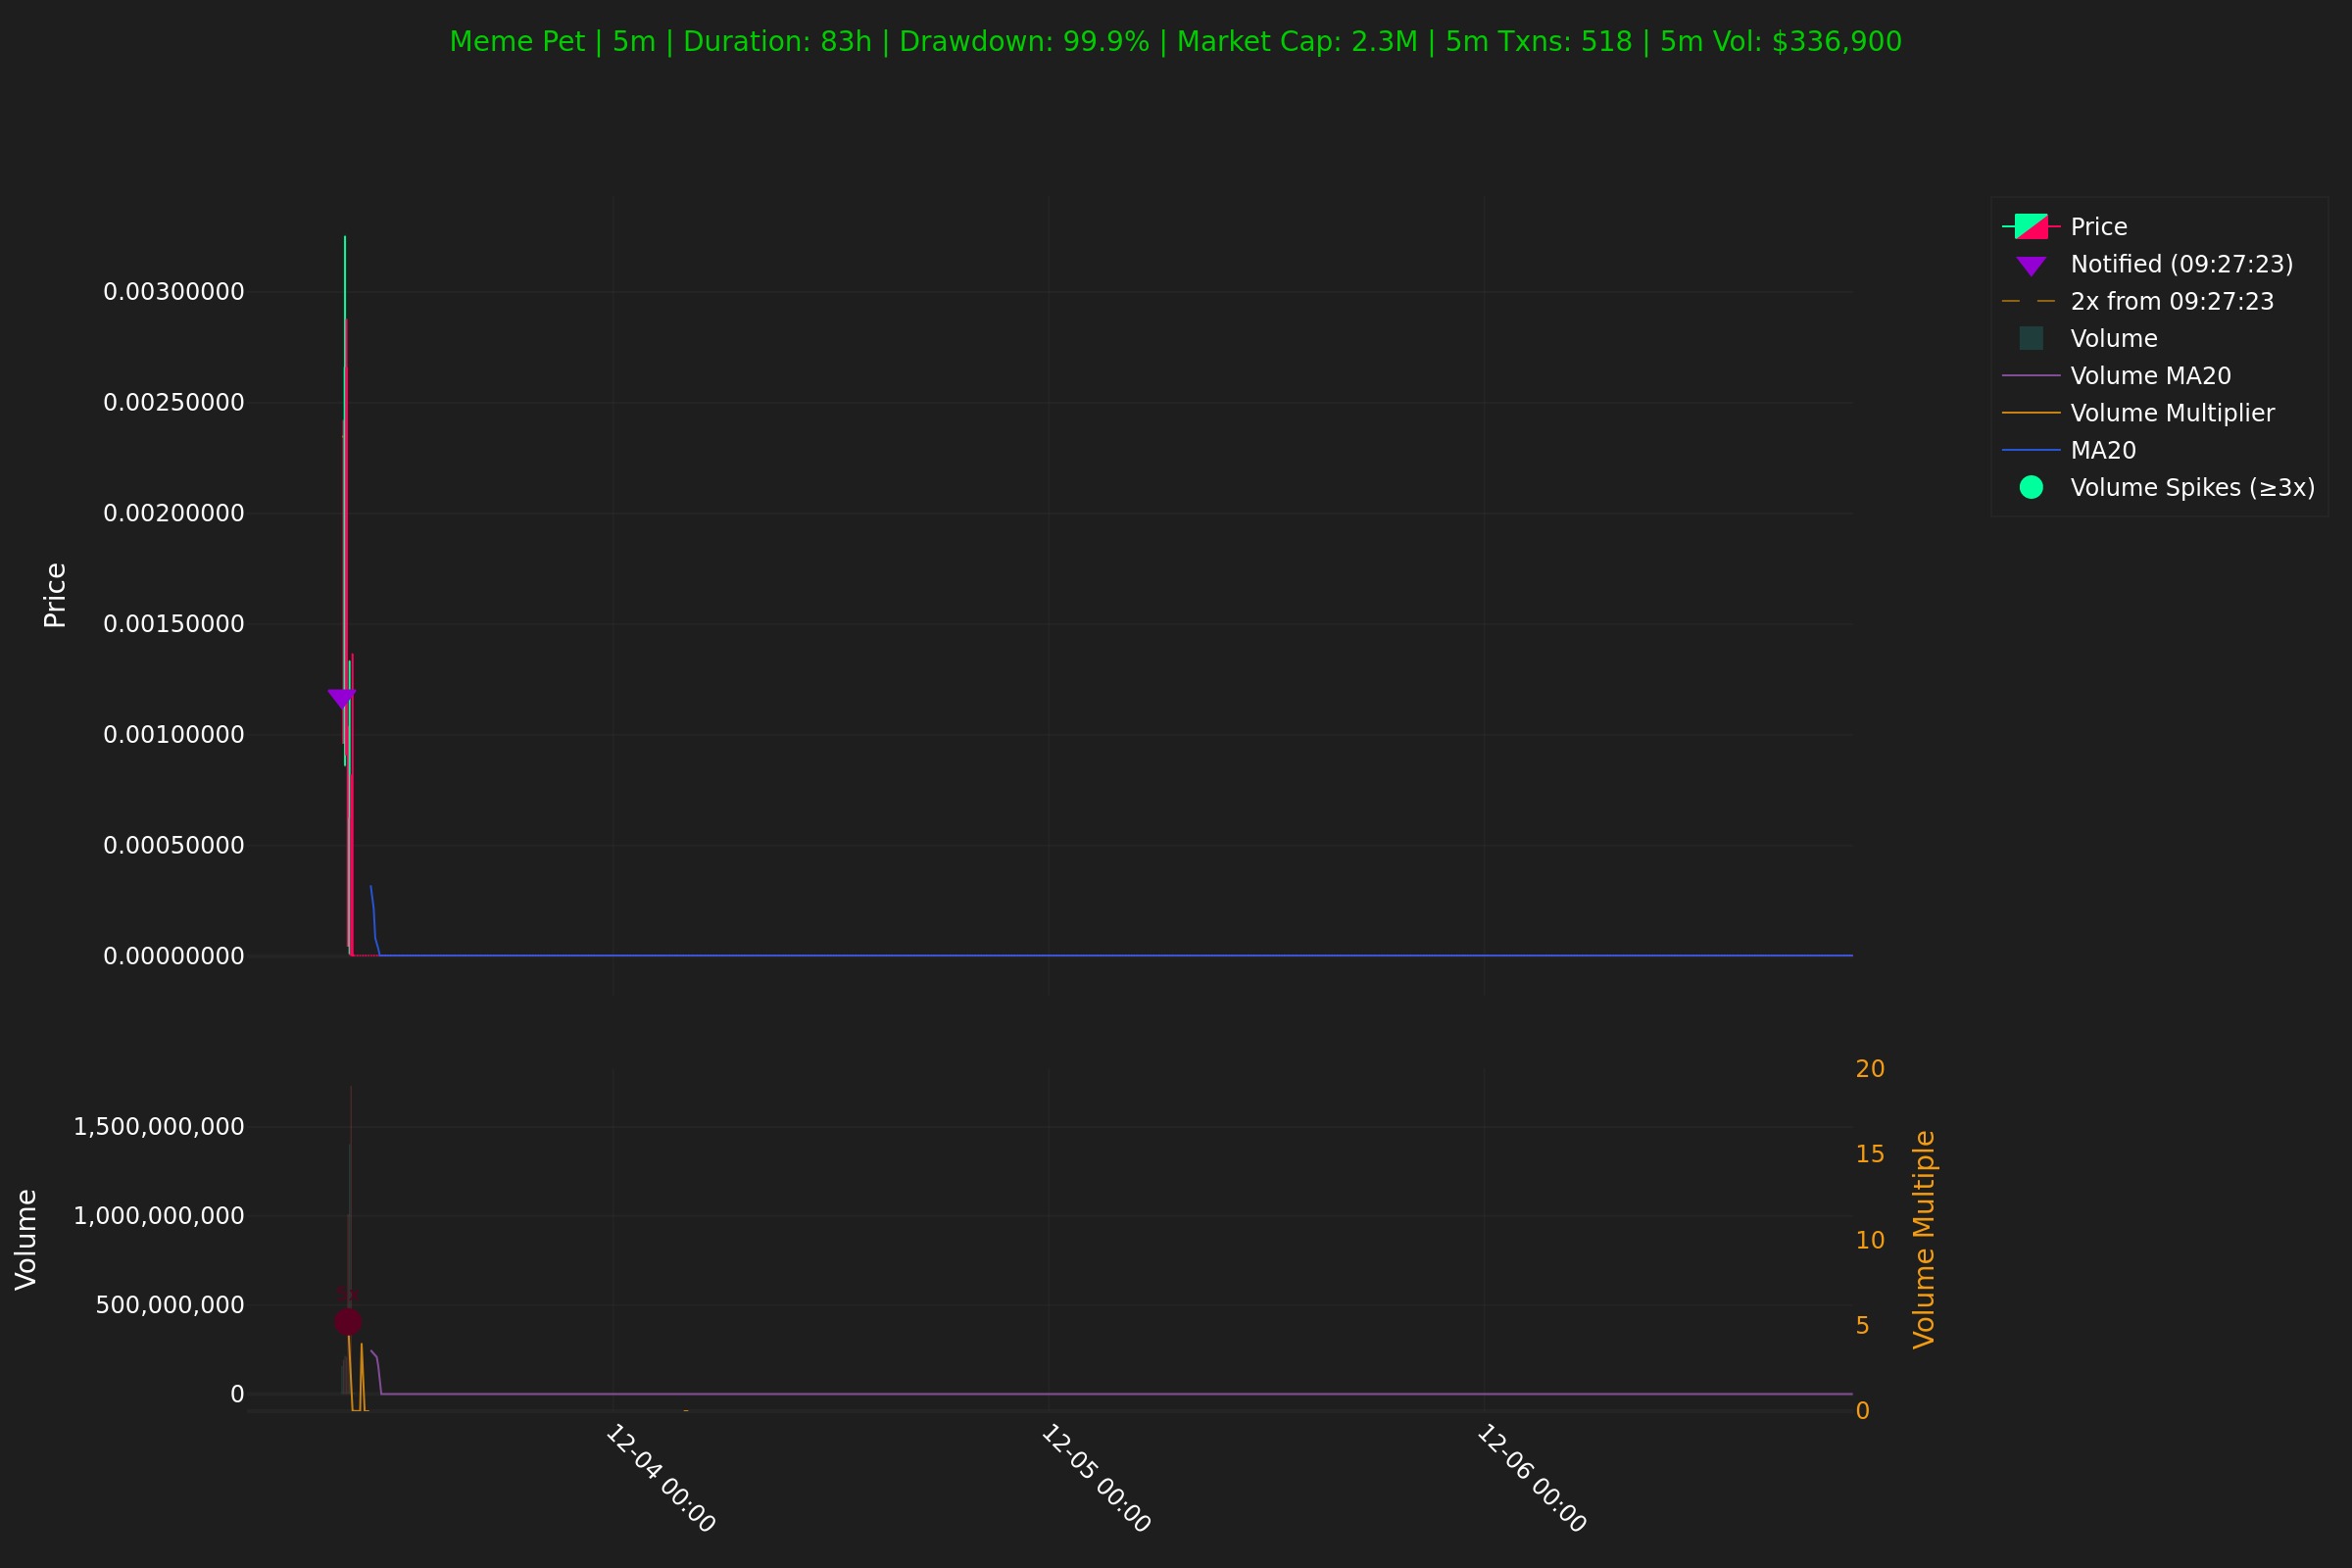 Meme Pet | 5m | Duration: 83h | Drawdown: 99.9% | Market Cap: 2.3M | 5m Txns: 518 | 5m Vol: $336,900
Price
Notified (09:27:23)
2x from 09:27:23
Volume
Volume MA20
Volume Multiplier
MA20
Volume Spikes (≥3x)
0.00300000
0.00250000
0.00200000
0.00150000
0.00100000
0.00050000
0.00000000
Price
1,500,000,000
1,000,000,000
500,000,000
0
Volume
20
15
10
5
0
Volume Multiple
12-04 00:00
12-05 00:00
12-06 00:00